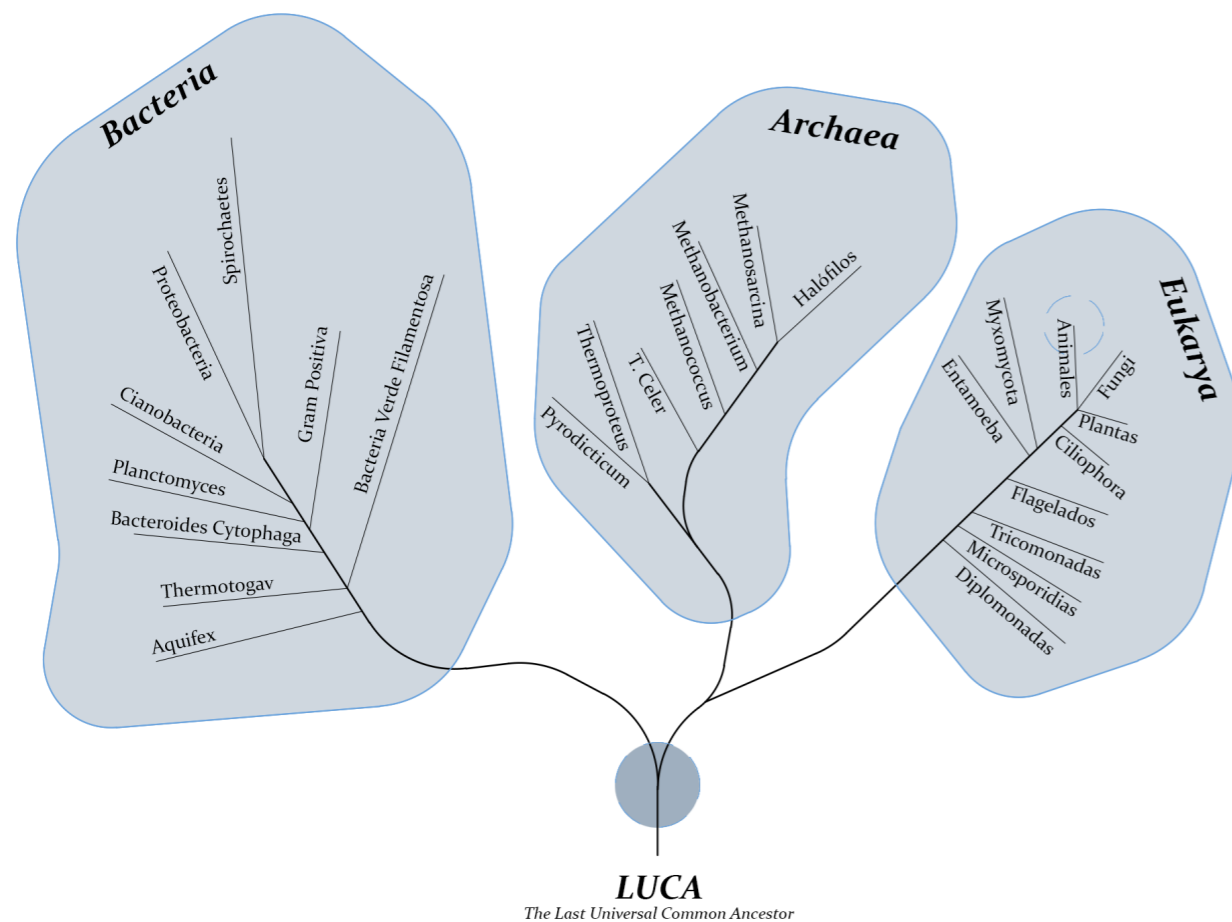 Bacteria
Spirochaetes
Proteobacteria
Gram Positiva
Bacteria Verde Filamentosa
Cianobacteria
Planctomyces
Bacteroides Cytophaga
Thermotogav
Aquifex
Archaea
Methanosarcina
Methanobacterium
Halófilos
Methanococcus
T. Celer
Thermoproteus
Pyrodicticum
Eukarya
Myxomycota
Animales
Fungi
Entamoeba
Plantas
Ciliophora
Flagelados
Tricomonadas
Microsporidias
Diplomonadas
LUCA
The Last Universal Common Ancestor